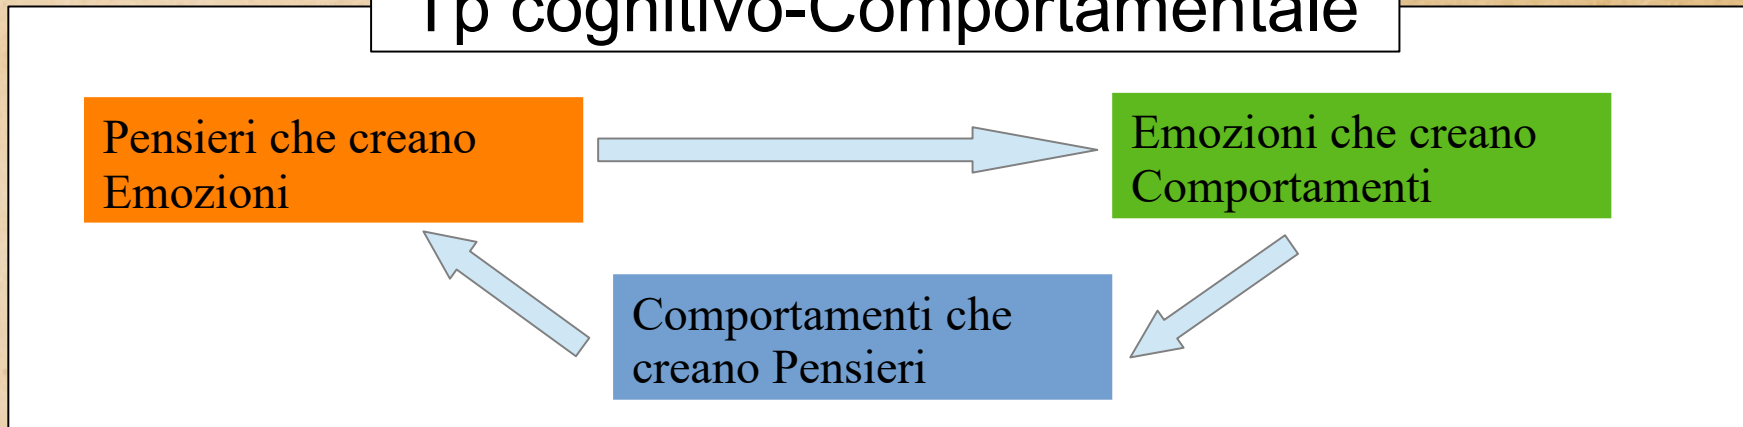 Tp cognitivo-Comportamentale
Pensieri che creano
Emozioni
Emozioni che creano
Comportamenti
Comportamenti che
creano Pensieri